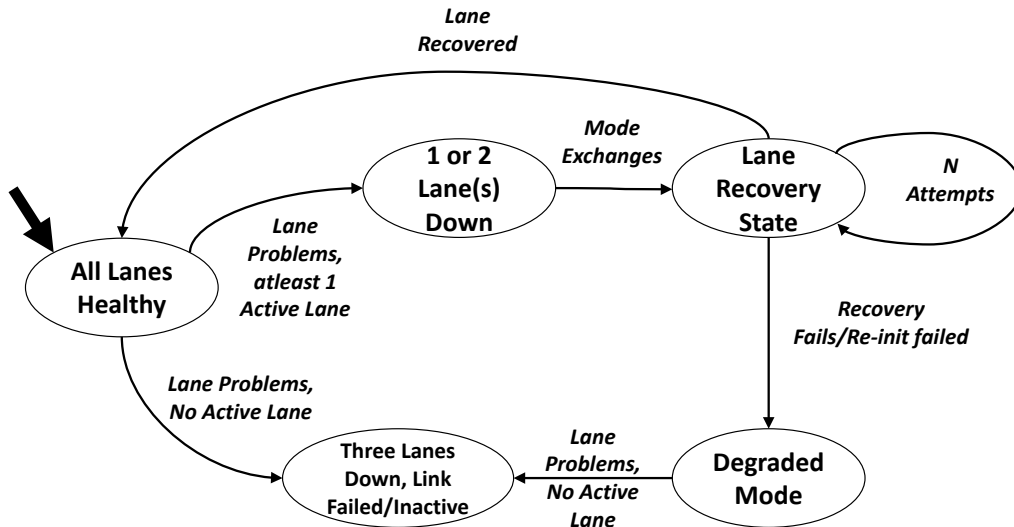 Lane
Recovered
1 or 2
Lane(s)
Down
Mode
Exchanges
Lane
Recovery
State
N
Attempts
All Lanes
Healthy
Lane
Problems,
atleast 1
Active Lane
Recovery
Fails/Re-init failed
Lane Problems,
No Active Lane
Three Lanes
Down, Link
Failed/Inactive
Lane
Problems,
No Active
Lane
Degraded
Mode